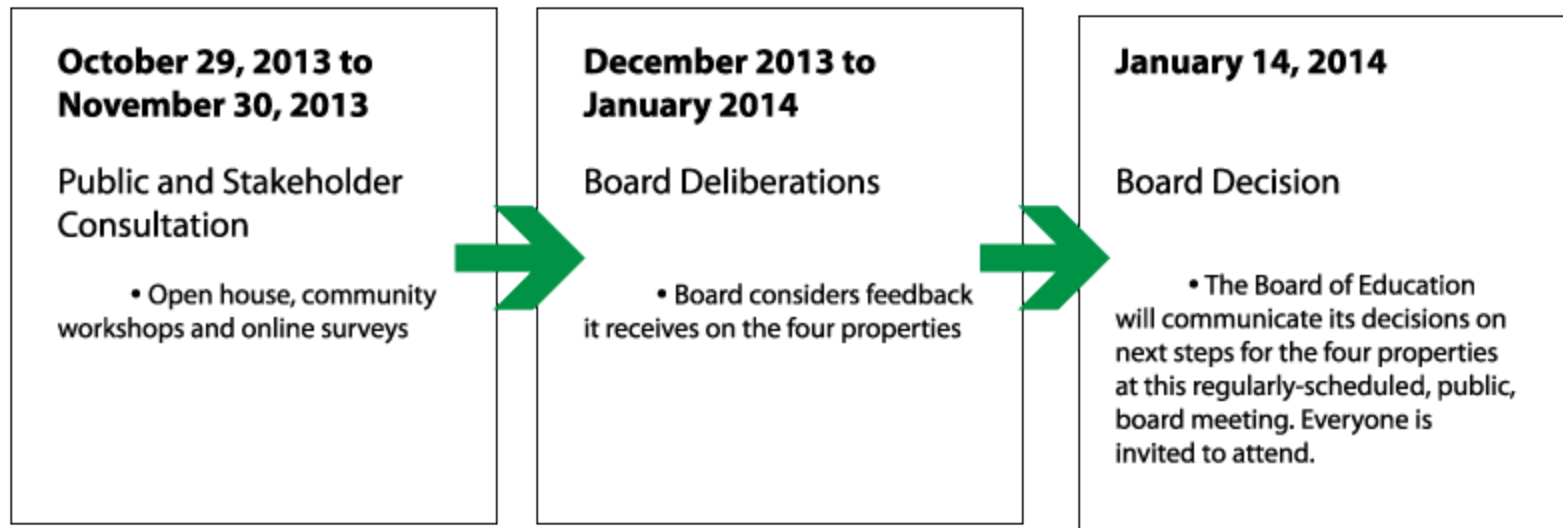 October 29, 2013 to
November 30, 2013
Public and Stakeholder
Consultation
• Open house, community
workshops and online surveys
December 2013 to
January 2014
Board Deliberations
• Board considers feedback
it receives on the four properties
January 14, 2014
Board Decision
• The Board of Education
will communicate its decisions on
next steps for the four properties
at this regularly-scheduled, public,
board meeting. Everyone is
invited to attend.